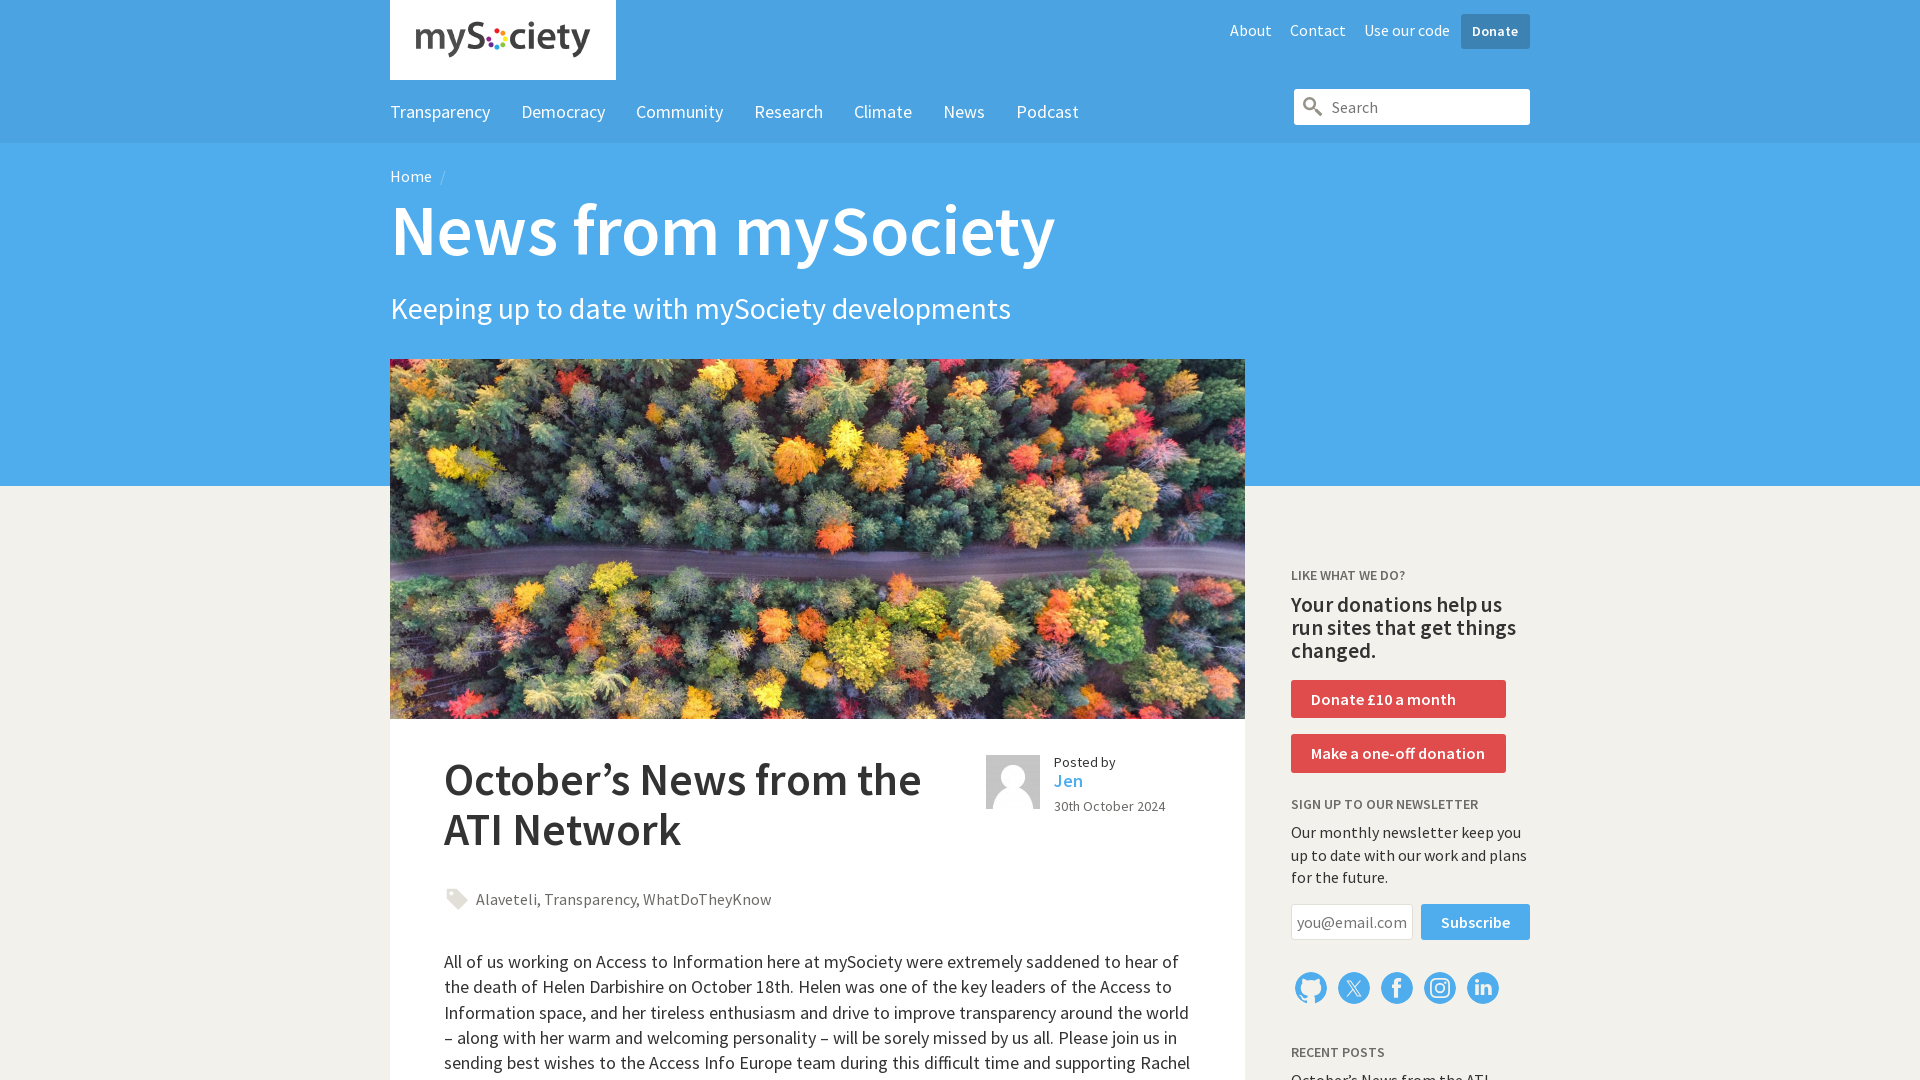 mySociety
About
Contact
Use our code
Donate
Transparency
Democracy
Community
Research
Climate
News
Podcast
Search
Home /
News from mySociety
Keeping up to date with mySociety developments
October’s News from the
ATI Network
Posted by
Jen
30th October 2024
Alaveteli, Transparency, WhatDoTheyKnow
All of us working on Access to Information here at mySociety were extremely saddened to hear of
the death of Helen Darbishire on October 18th. Helen was one of the key leaders of the Access to
Information space, and her tireless enthusiasm and drive to improve transparency around the world
– along with her warm and welcoming personality – will be sorely missed by us all. Please join us in
sending best wishes to the Access Info Europe team during this difficult time and supporting Rachel
LIKE WHAT WE DO?
Your donations help us
run sites that get things
changed.
Donate £10 a month
Make a one-off donation
SIGN UP TO OUR NEWSLETTER
Our monthly newsletter keep you
up to date with our work and plans
for the future.
you@email.com
Subscribe
RECENT POSTS
October’s News from the ATI